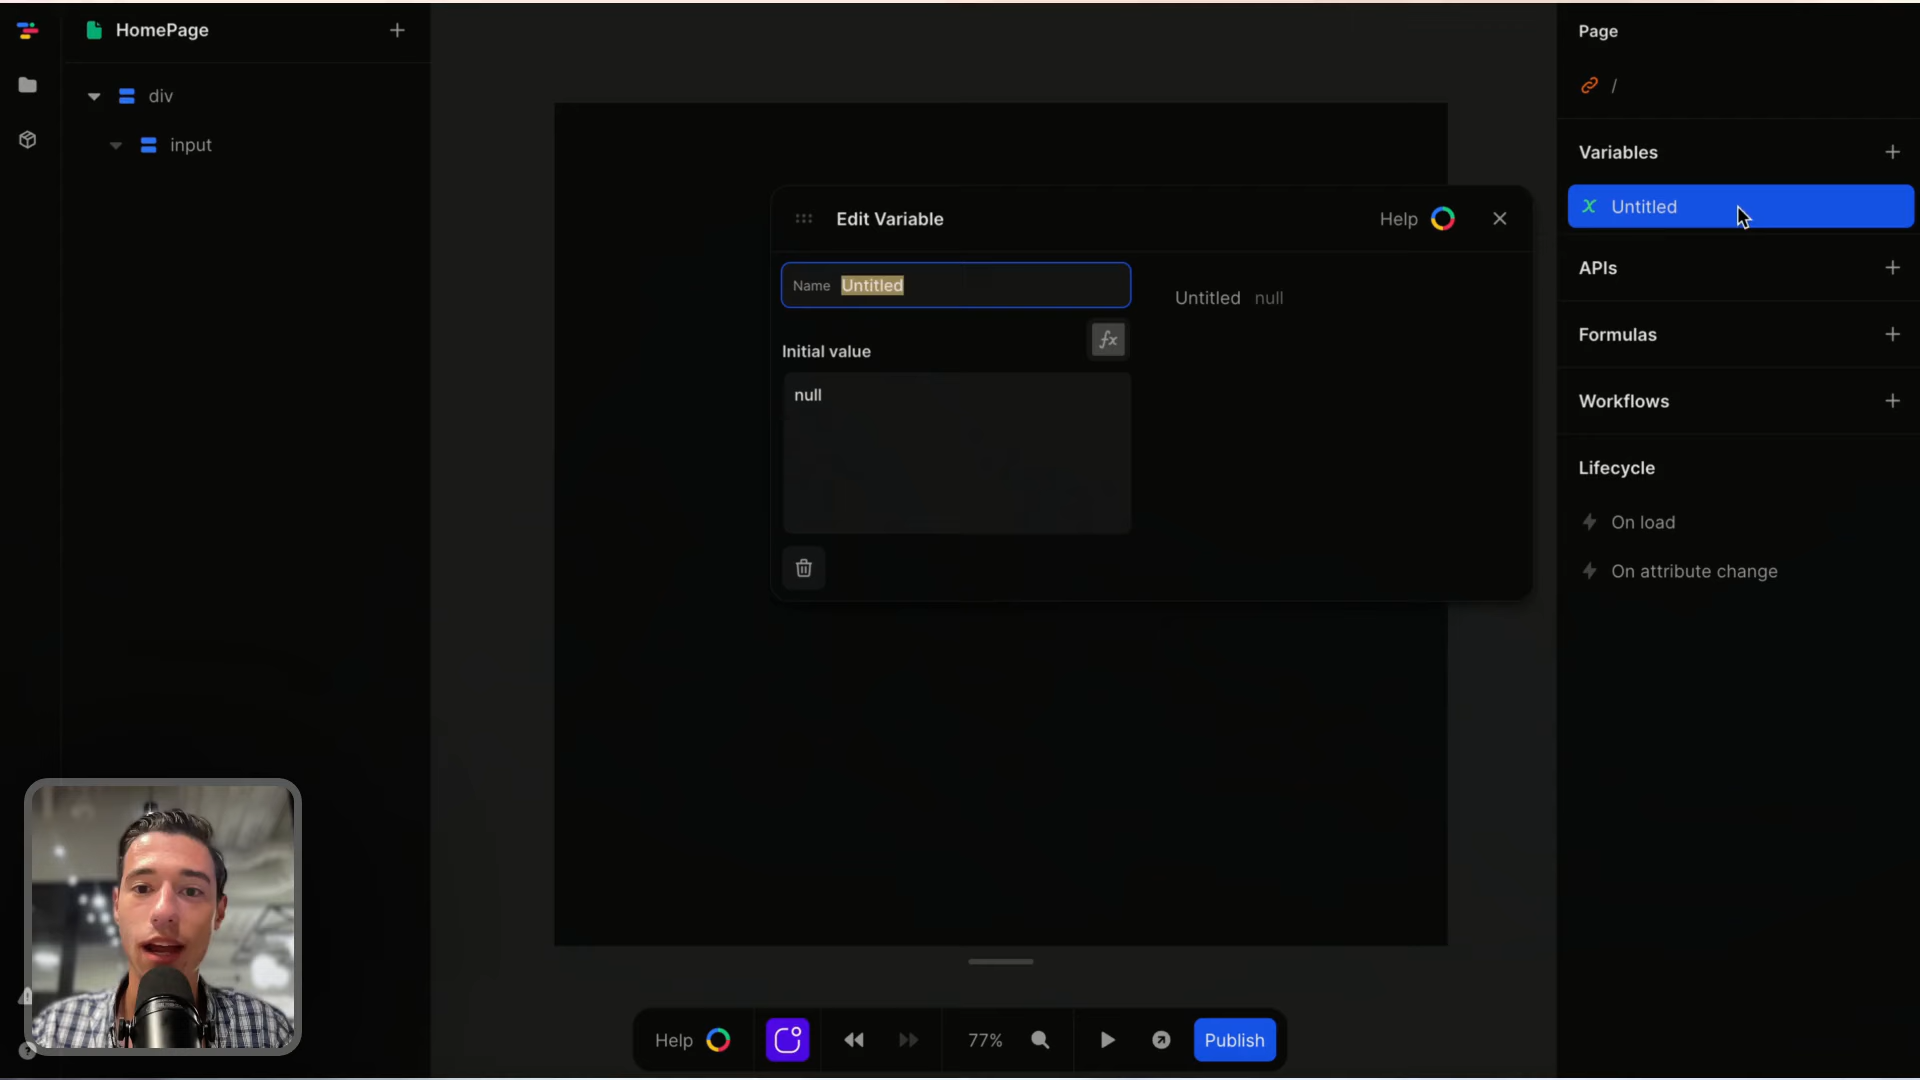 HomePage
div
input
Edit Variable
Help
Name Untitled
Initial value
fx
null
Untitled null
Page
/
Variables
Untitled
APIs
Formulas
Workflows
Lifecycle
On load
On attribute change
Help
77%
Publish
?